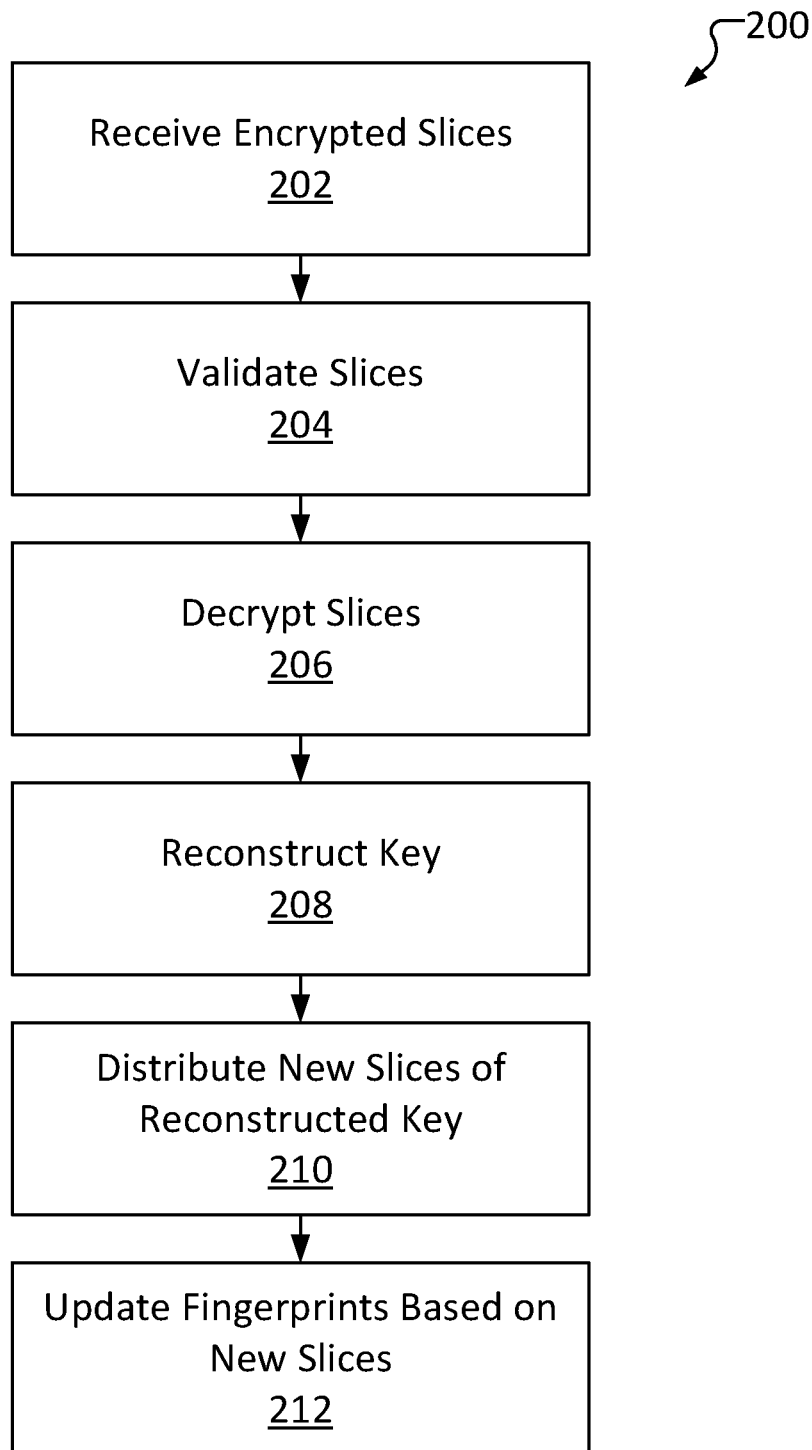 200
Receive Encrypted Slices
202
Validate Slices
204
Decrypt Slices
206
Reconstruct Key
208
Distribute New Slices of
Reconstructed Key
210
Update Fingerprints Based on
New Slices
212